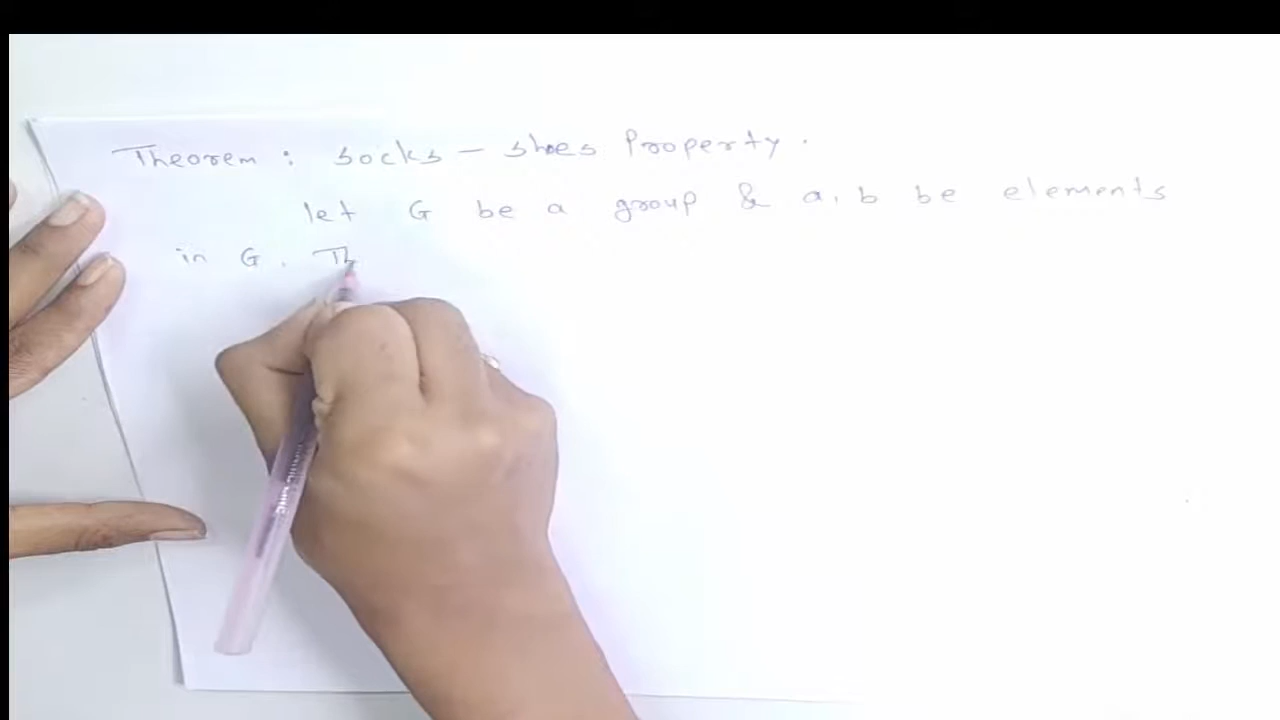 Theorem : socks - shoes Property.
let G be a group & a, b be elements
in G. Th